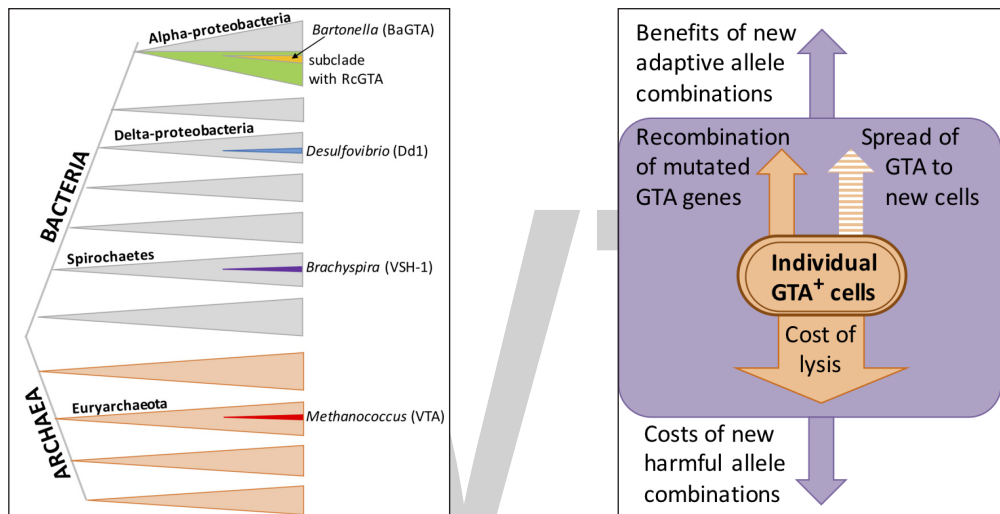 Alpha-proteobacteria
Bartonella (BaGTA)
subclade
with RcGTA
Delta-proteobacteria
Desulfovibrio (Dd1)
BACTERIA
Spirochaetes
Brachyspira (VSH-1)
Euryarchaeota
Methanococcus (VTA)
ARCHAEA
Benefits of new
adaptive allele
combinations
Recombination
of mutated
GTA genes
Spread of
GTA to
new cells
Individual
GTA⁺ cells
Cost of
lysis
Costs of new
harmful allele
combinations